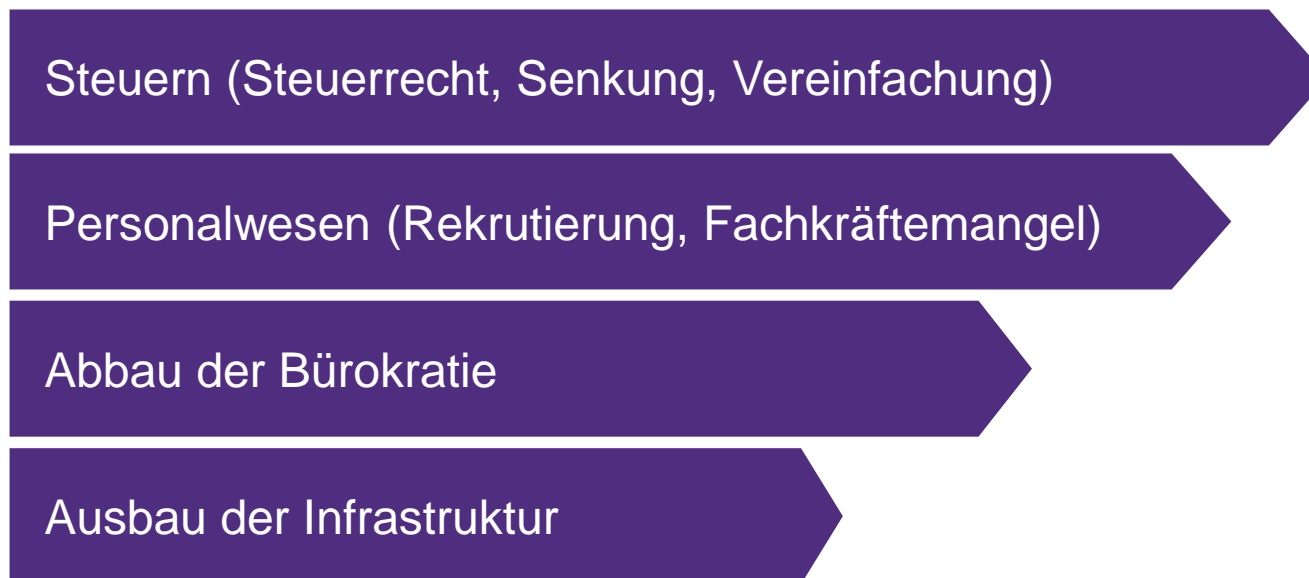 Steuern (Steuerrecht, Senkung, Vereinfachung)
Personalwesen (Rekrutierung, Fachkräftemangel)
Abbau der Bürokratie
Ausbau der Infrastruktur